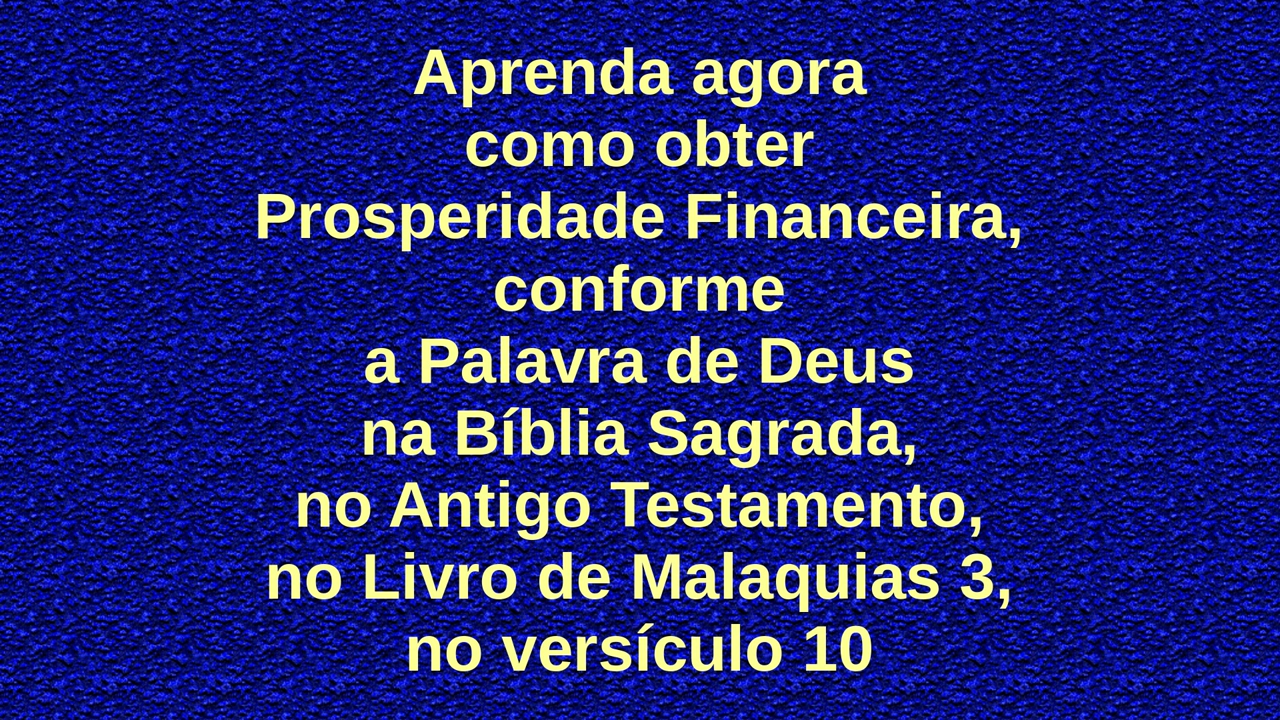 Aprenda agora
como obter
Prosperidade Financeira,
conforme
a Palavra de Deus
na Bíblia Sagrada,
no Antigo Testamento,
no Livro de Malaquias 3,
no versículo 10